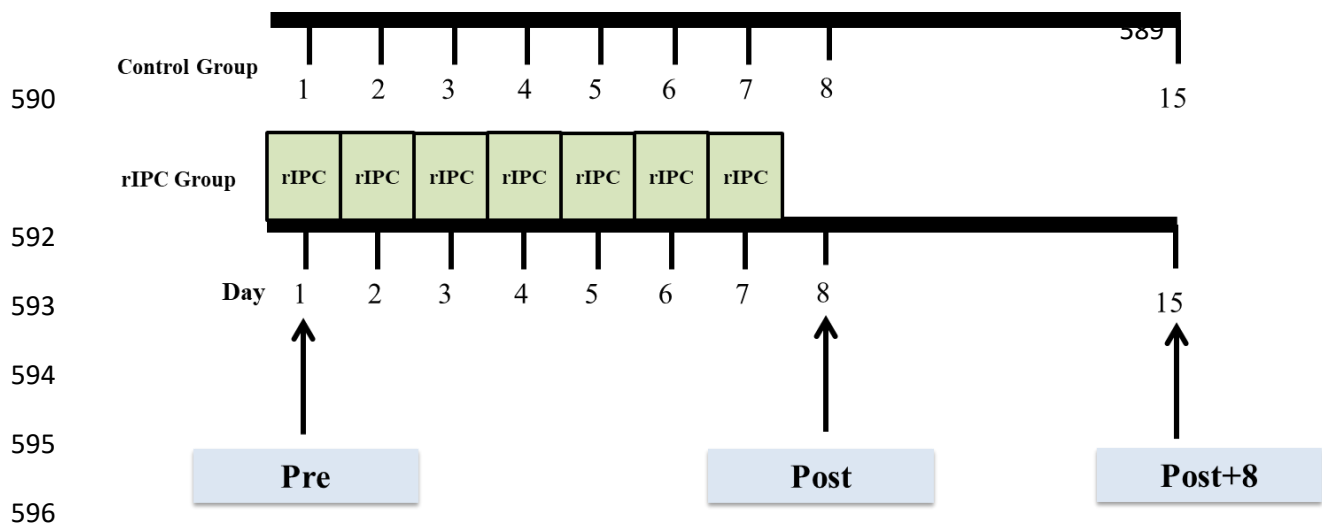 589
Control Group
1 2 3 4 5 6 7 8 15
590
rIPC Group rIPC rIPC rIPC rIPC rIPC rIPC rIPC
592
Day 1 2 3 4 5 6 7 8 15
593
594
595
Pre Post Post+8
596